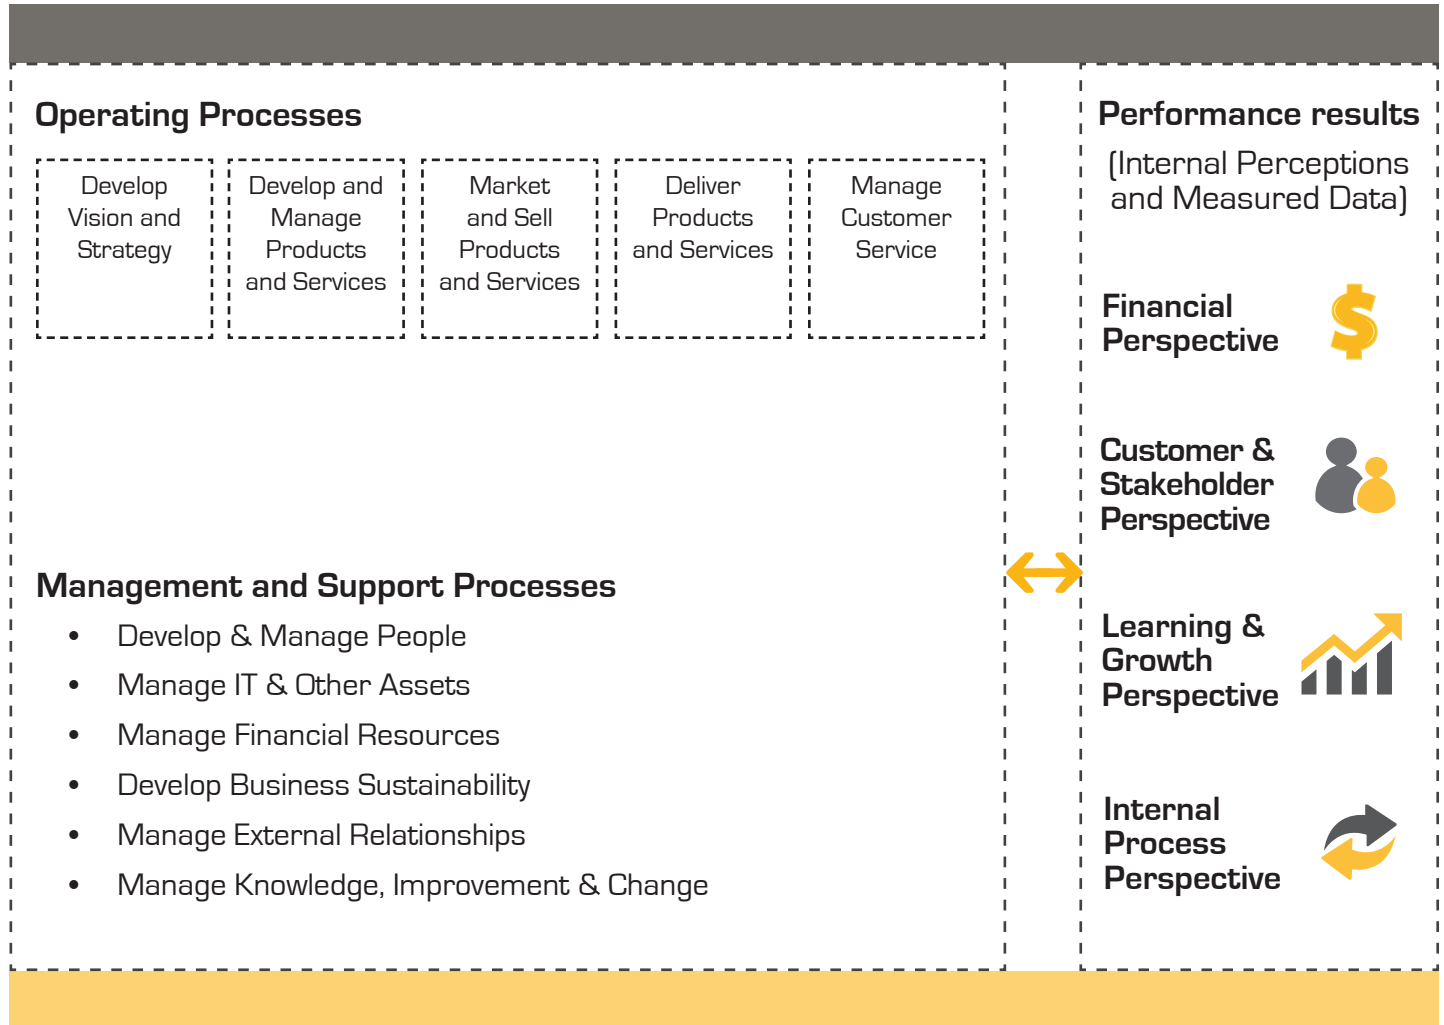 Operating Processes
Develop
Vision and
Strategy
Develop and
Manage
Products
and Services
Market
and Sell
Products
and Services
Deliver
Products
and Services
Manage
Customer
Service
Management and Support Processes
• Develop & Manage People
• Manage IT & Other Assets
• Manage Financial Resources
• Develop Business Sustainability
• Manage External Relationships
• Manage Knowledge, Improvement & Change
Performance results
(Internal Perceptions
and Measured Data)
Financial
Perspective
$
Customer &
Stakeholder
Perspective
Learning &
Growth
Perspective
Internal
Process
Perspective